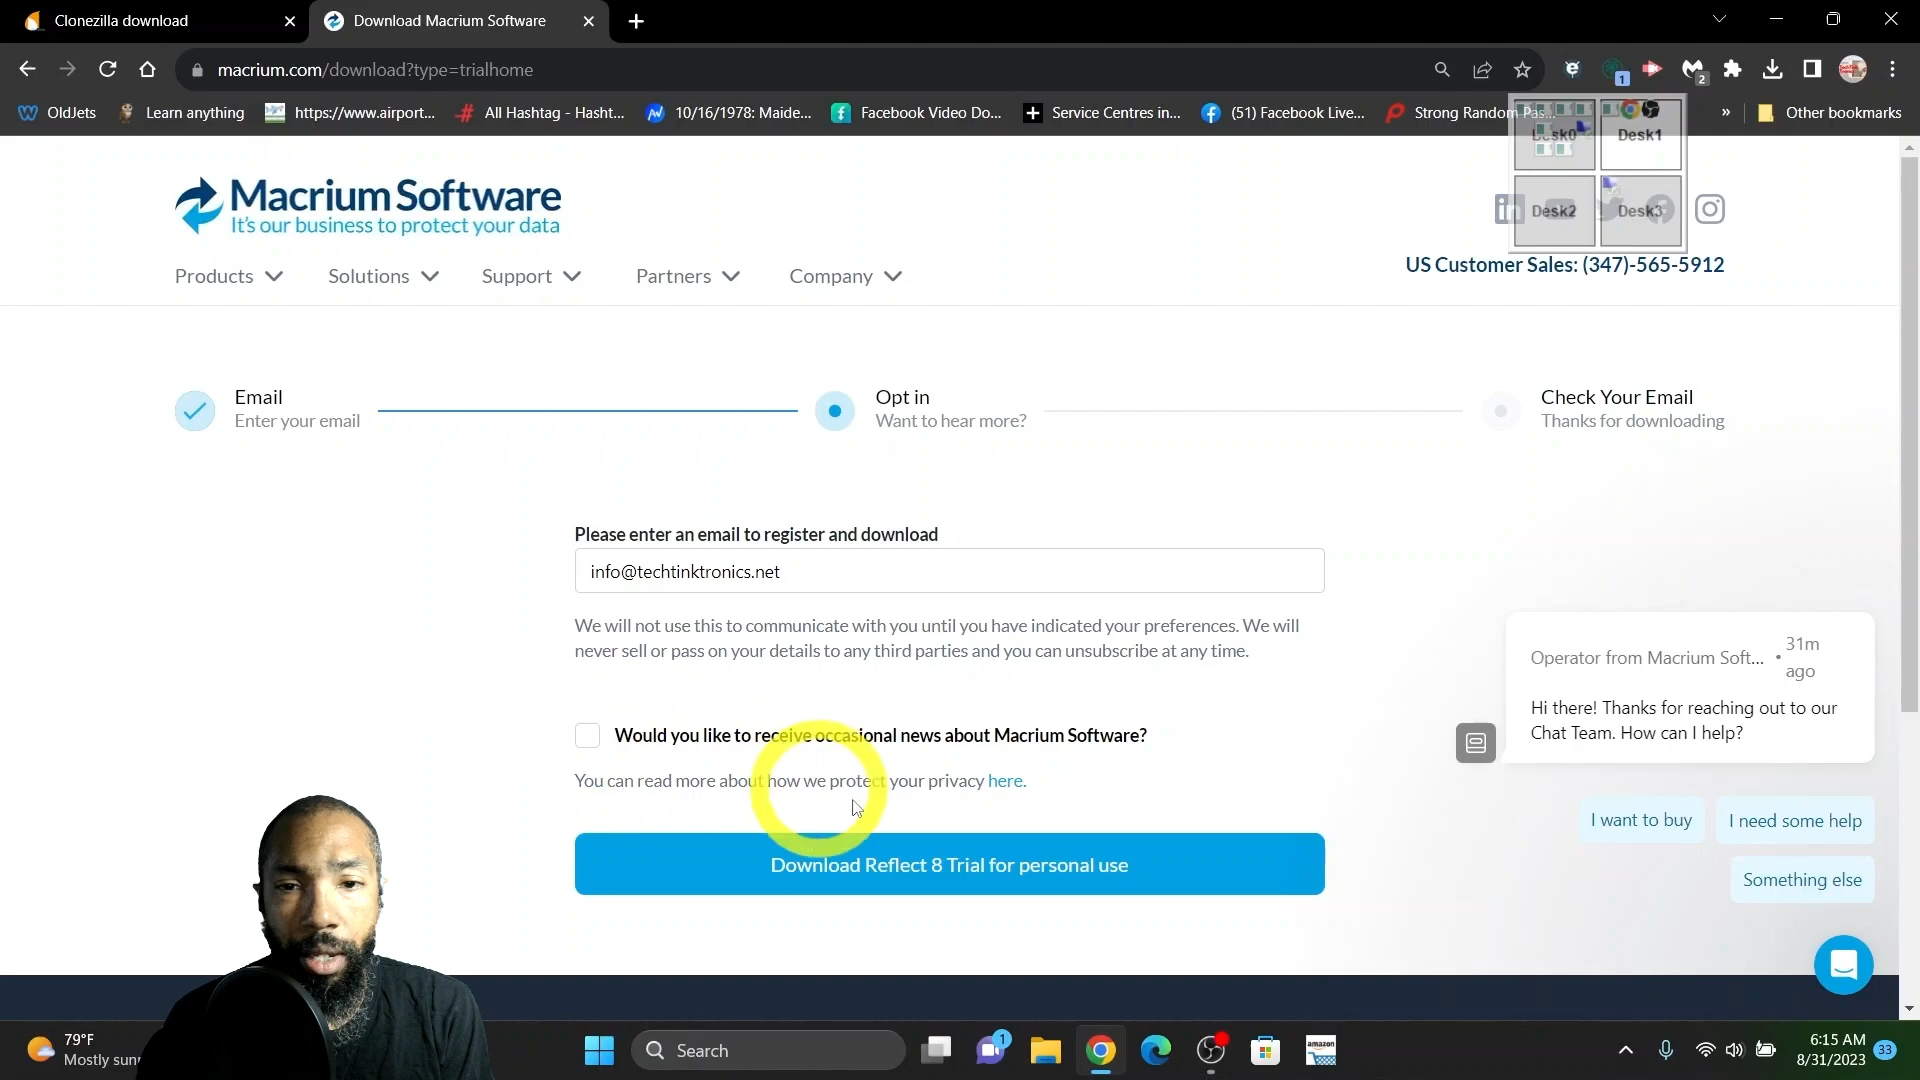 Clonezilla download
Download Macrium Software
macrium.com/download?type=trialhome
1
2
OldJets
Learn anything
https://www.airport...
All Hashtag - Hasht...
10/16/1978: Maide...
Facebook Video Do...
Service Centres in...
(51) Facebook Live...
Strong Random Pas...
»
Other bookmarks
Desk0
Desk1
Desk2
Desk3
Macrium Software
It's our business to protect your data
Products
Solutions
Support
Partners
Company
US Customer Sales: (347)-565-5912
Email
Enter your email
Opt in
Want to hear more?
Check Your Email
Thanks for downloading
Please enter an email to register and download
info@techtinktronics.net
We will not use this to communicate with you until you have indicated your preferences. We will
never sell or pass on your details to any third parties and you can unsubscribe at any time.
Would you like to receive occasional news about Macrium Software?
You can read more about how we protect your privacy here.
Download Reflect 8 Trial for personal use
Operator from Macrium Soft... • 31m
ago
Hi there! Thanks for reaching out to our
Chat Team. How can I help?
I want to buy
I need some help
Something else
79°F
Mostly sunn
Search
1
amazon
6:15 AM
8/31/2023
33